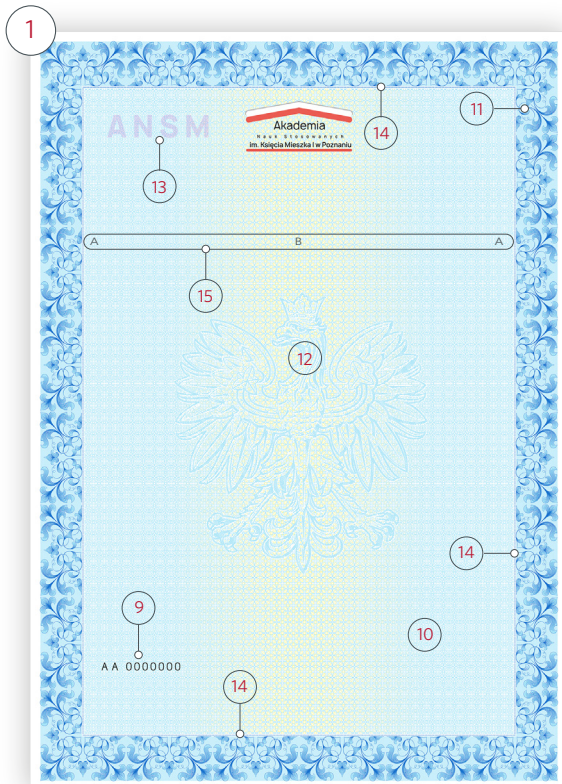 1
11
ANSM
Akademia
Nauk Stosowanych
im. Księcia Mieszka I w Poznaniu
14
13
A B A
15
12
14
9
10
AA 0000000
14